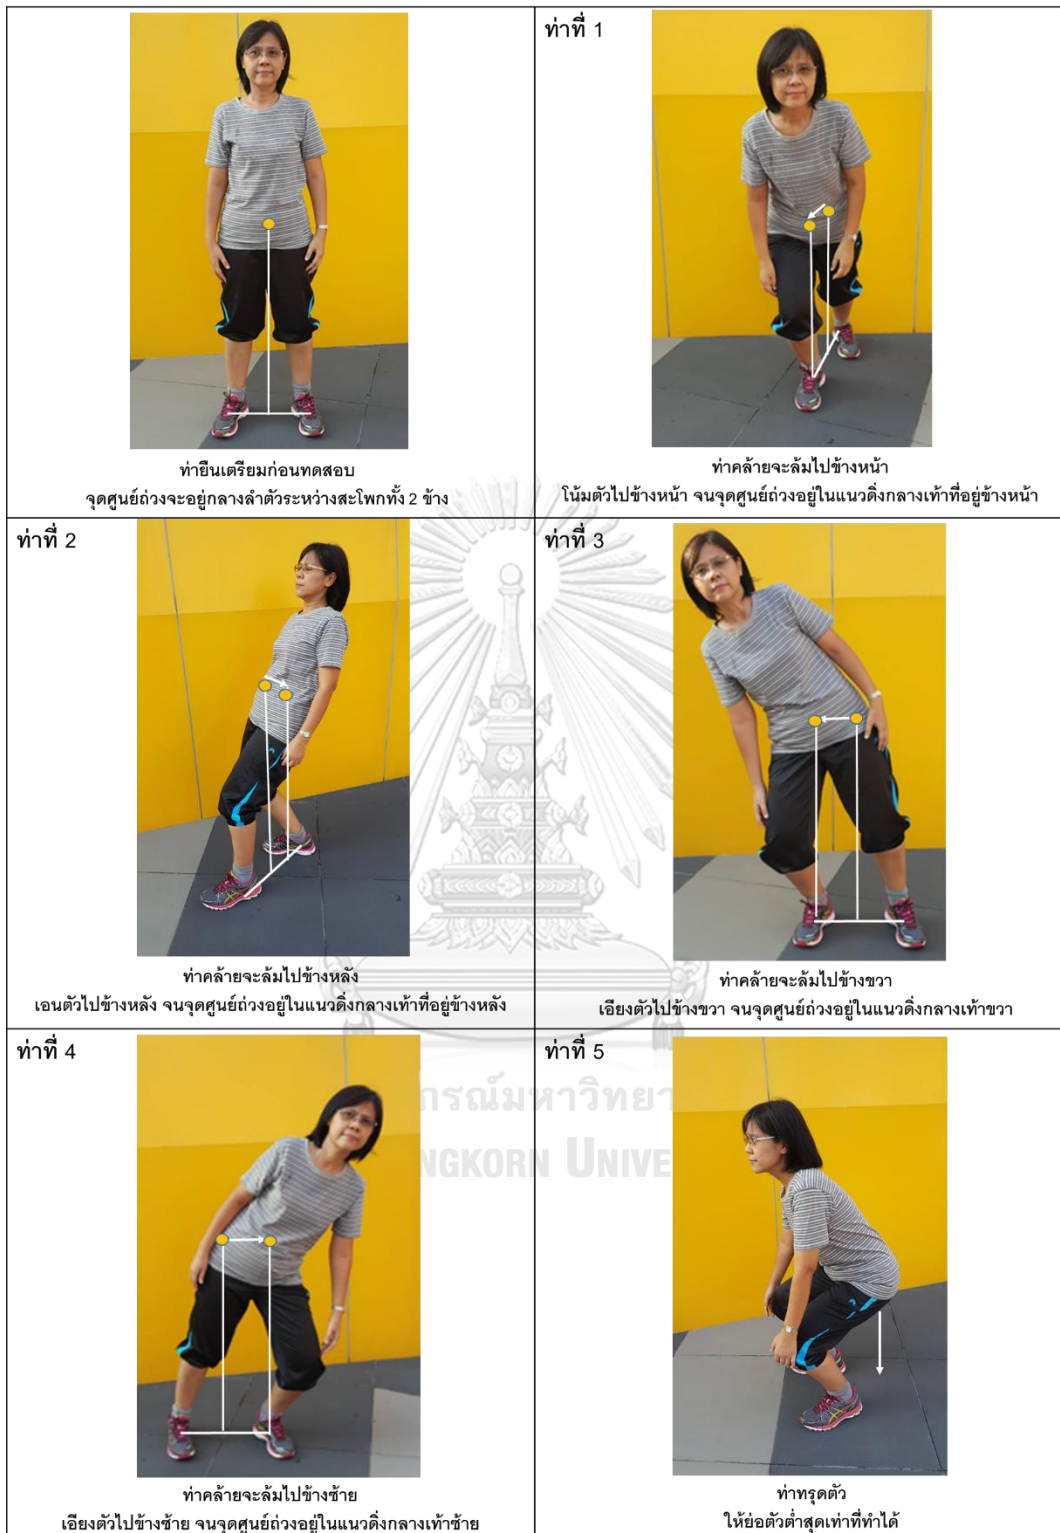 ท่ายืนเตรียมก่อนทดสอบ
จุดศูนย์ถ่วงจะอยู่กลางลำตัวระหว่างสะโพกทั้ง 2 ข้าง
ท่าที่ 1
ท่าคล้ายจะล้มไปข้างหน้า
โน้มตัวไปข้างหน้า จนจุดศูนย์ถ่วงอยู่ในแนวดิ่งกลางเท้าที่อยู่ข้างหน้า
ท่าที่ 2
ท่าคล้ายจะล้มไปข้างหลัง
เอนตัวไปข้างหลัง จนจุดศูนย์ถ่วงอยู่ในแนวดิ่งกลางเท้าที่อยู่ข้างหลัง
ท่าที่ 3
ท่าคล้ายจะล้มไปข้างขวา
เอียงตัวไปข้างขวา จนจุดศูนย์ถ่วงอยู่ในแนวดิ่งกลางเท้าขวา
ท่าที่ 4
ท่าคล้ายจะล้มไปข้างซ้าย
เอียงตัวไปข้างซ้าย จนจุดศูนย์ถ่วงอยู่ในแนวดิ่งกลางเท้าซ้าย
ท่าที่ 5
ท่าทรุดตัว
ให้ย่อตัวต่ำสุดเท่าที่ทำได้
กรณ์มหาวิทยา
NGKORN UNIVE